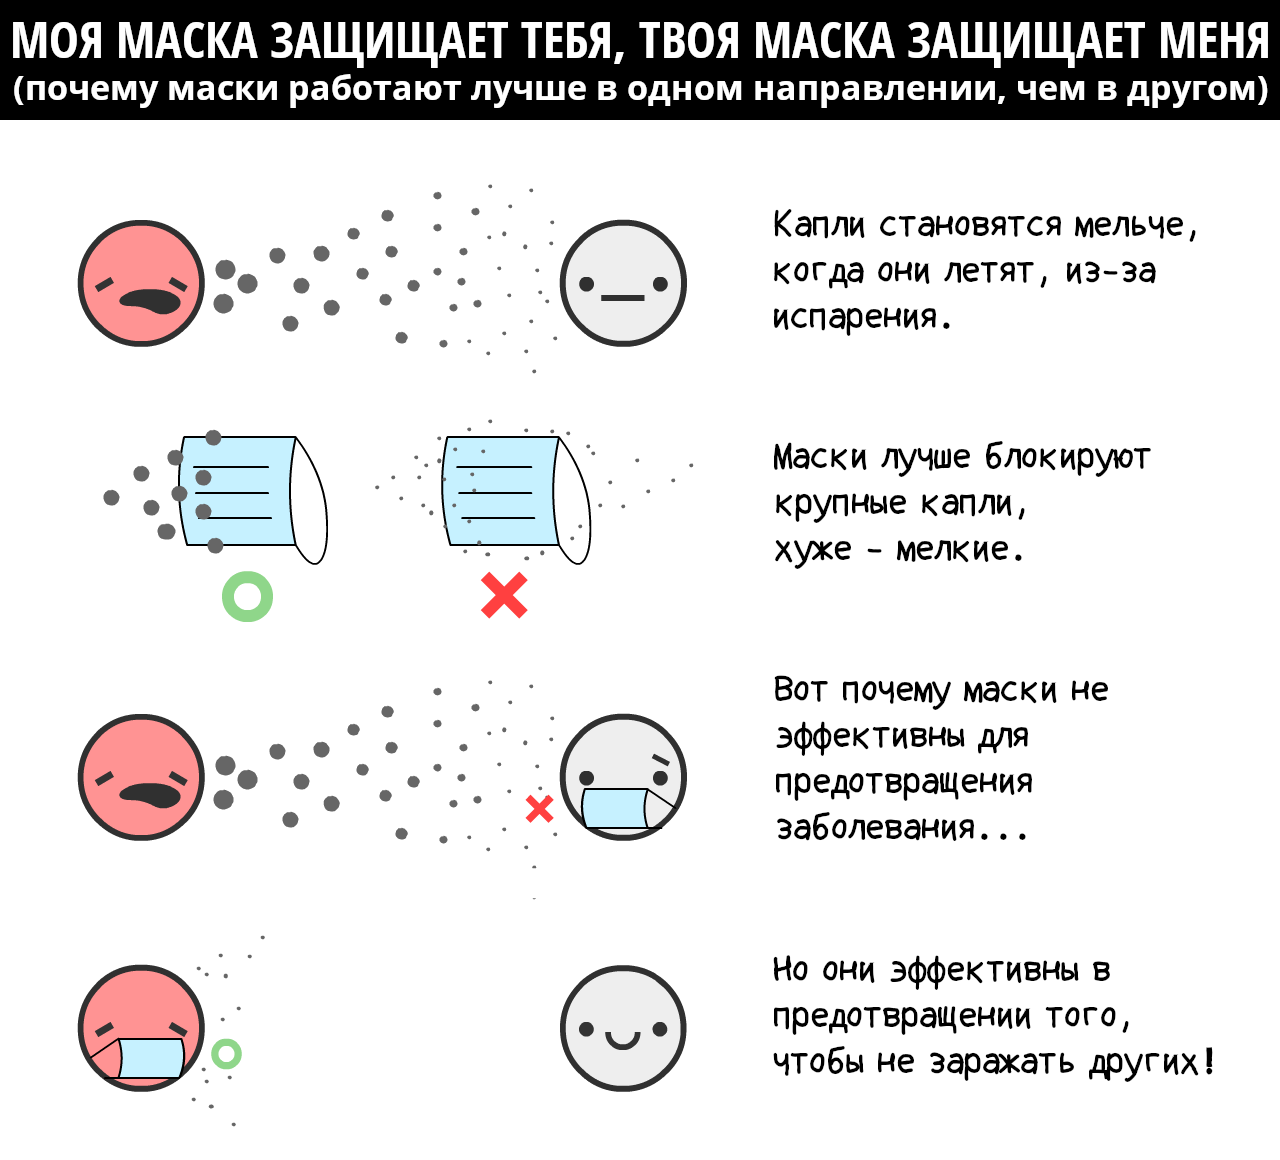 МОЯ МАСКА ЗАЩИЩАЕТ ТЕБЯ, ТВОЯ МАСКА ЗАЩИЩАЕТ МЕНЯ
(почему маски работают лучше в одном направлении, чем в другом)
Капли становятся мельче,
когда они летят, из-за
испарения.
Маски лучше блокируют
крупные капли,
хуже - мелкие.
Вот почему маски не
эффективны для
предотвращения
заболевания...
Но они эффективны в
предотвращении того,
чтобы не заражать других!